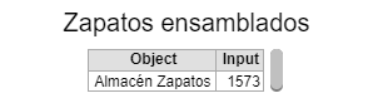 Zapatos ensamblados
Object Input
Almacén Zapatos 1573